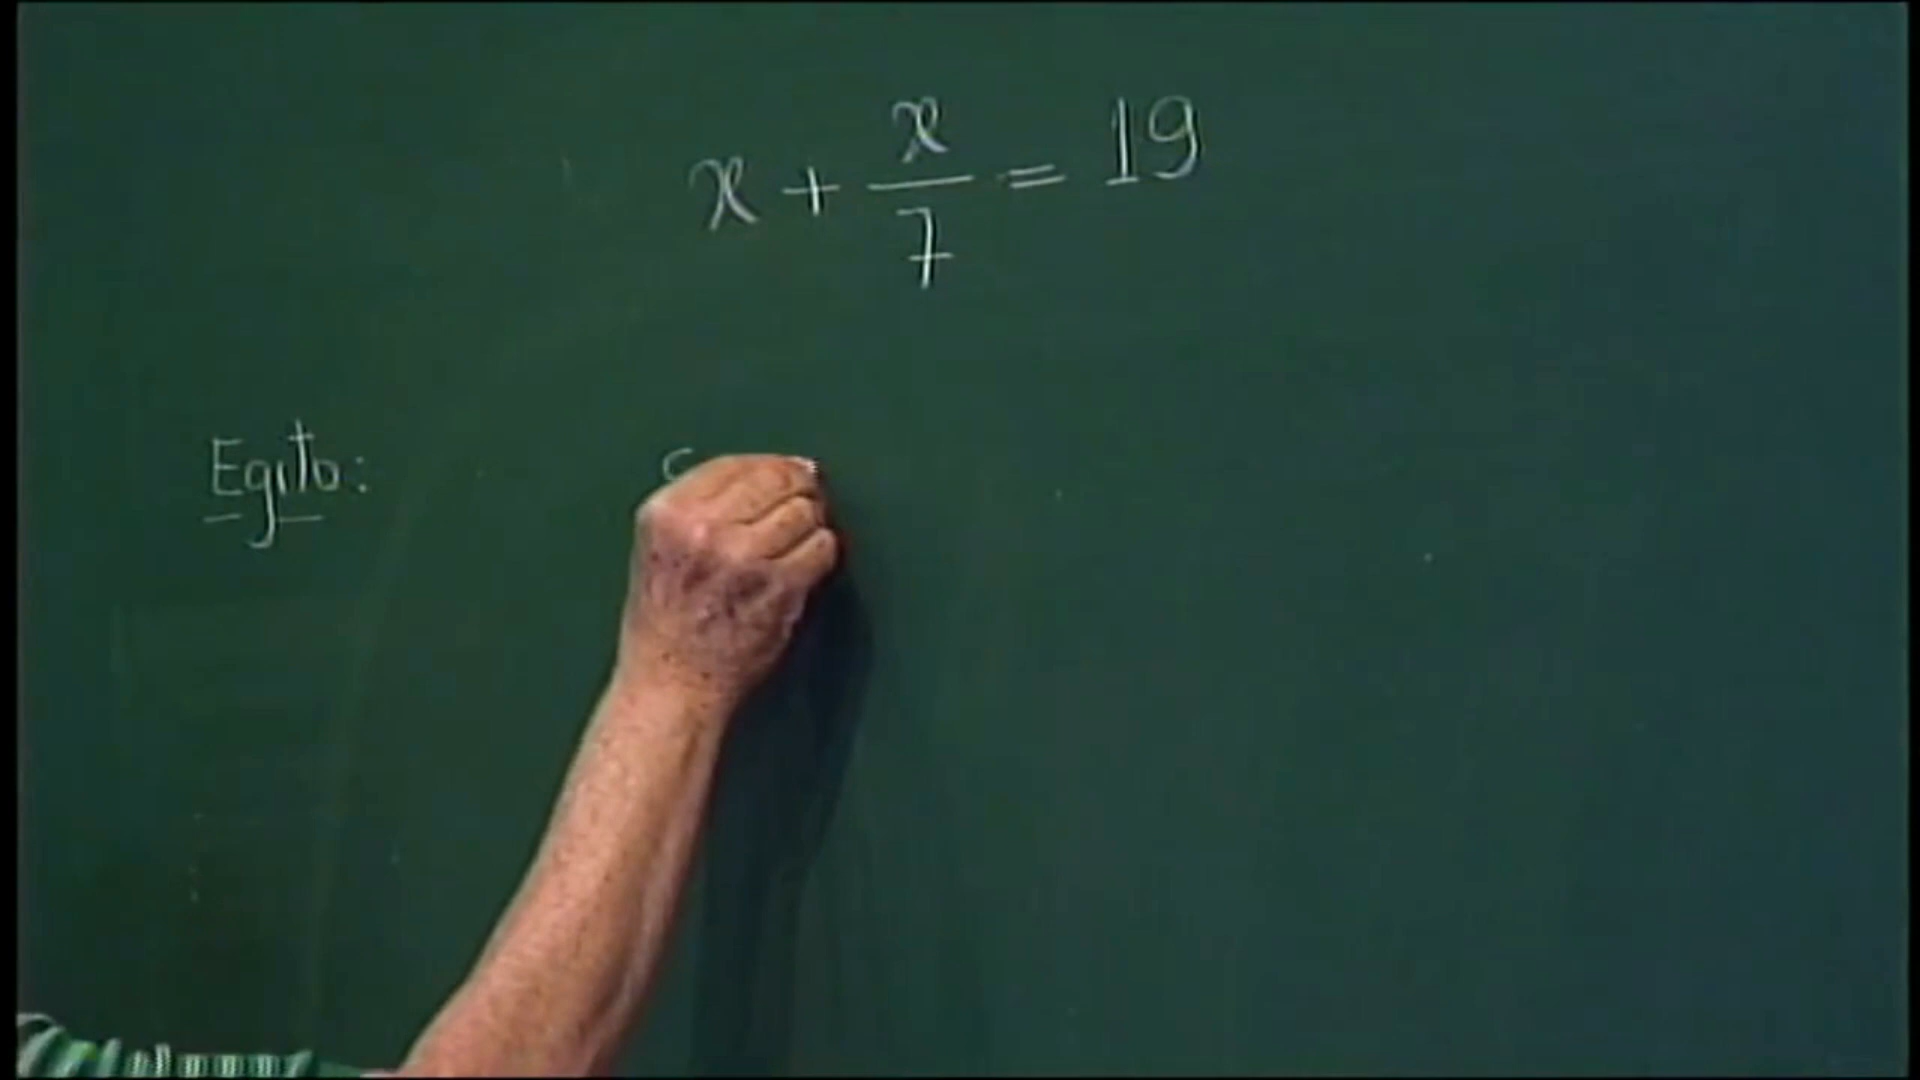 x + x/7 = 19
Egito: